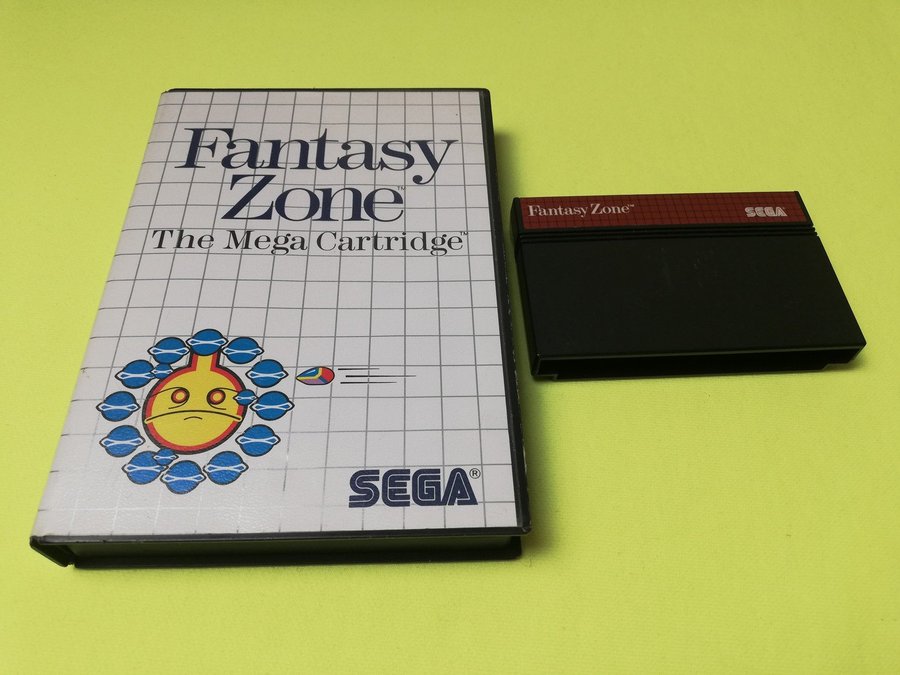 Fantasy
Zone™
The Mega Cartridge™
SEGA®
Fantasy Zone™ SEGA